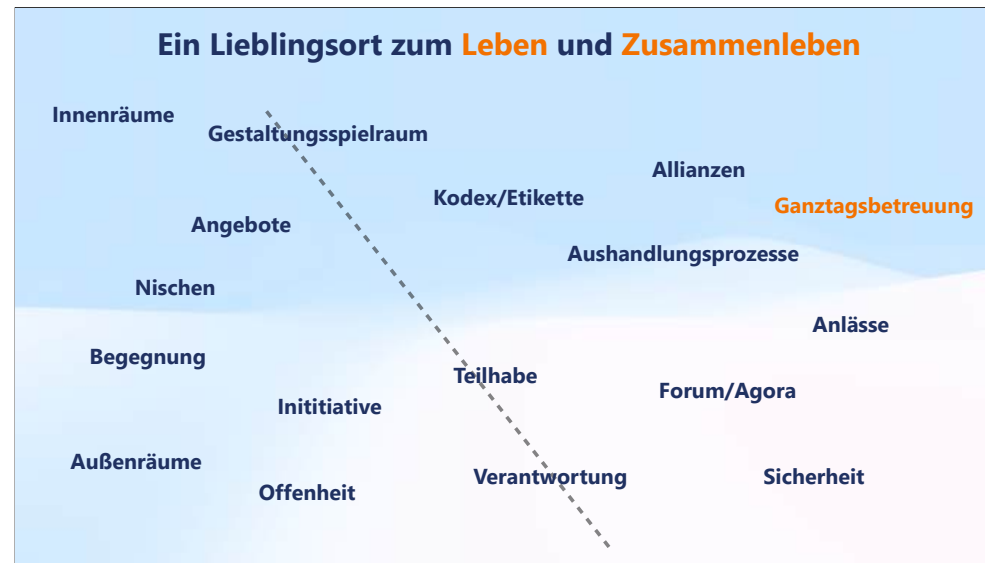 Ein Lieblingsort zum Leben und Zusammenleben
Innenräume
Gestaltungsspielraum
Allianzen
Kodex/Etikette
Ganztagsbetreuung
Angebote
Aushandlungsprozesse
Nischen
Anlässe
Begegnung
Teilhabe
Forum/Agora
Inititiative
Außenräume
Verantwortung
Sicherheit
Offenheit